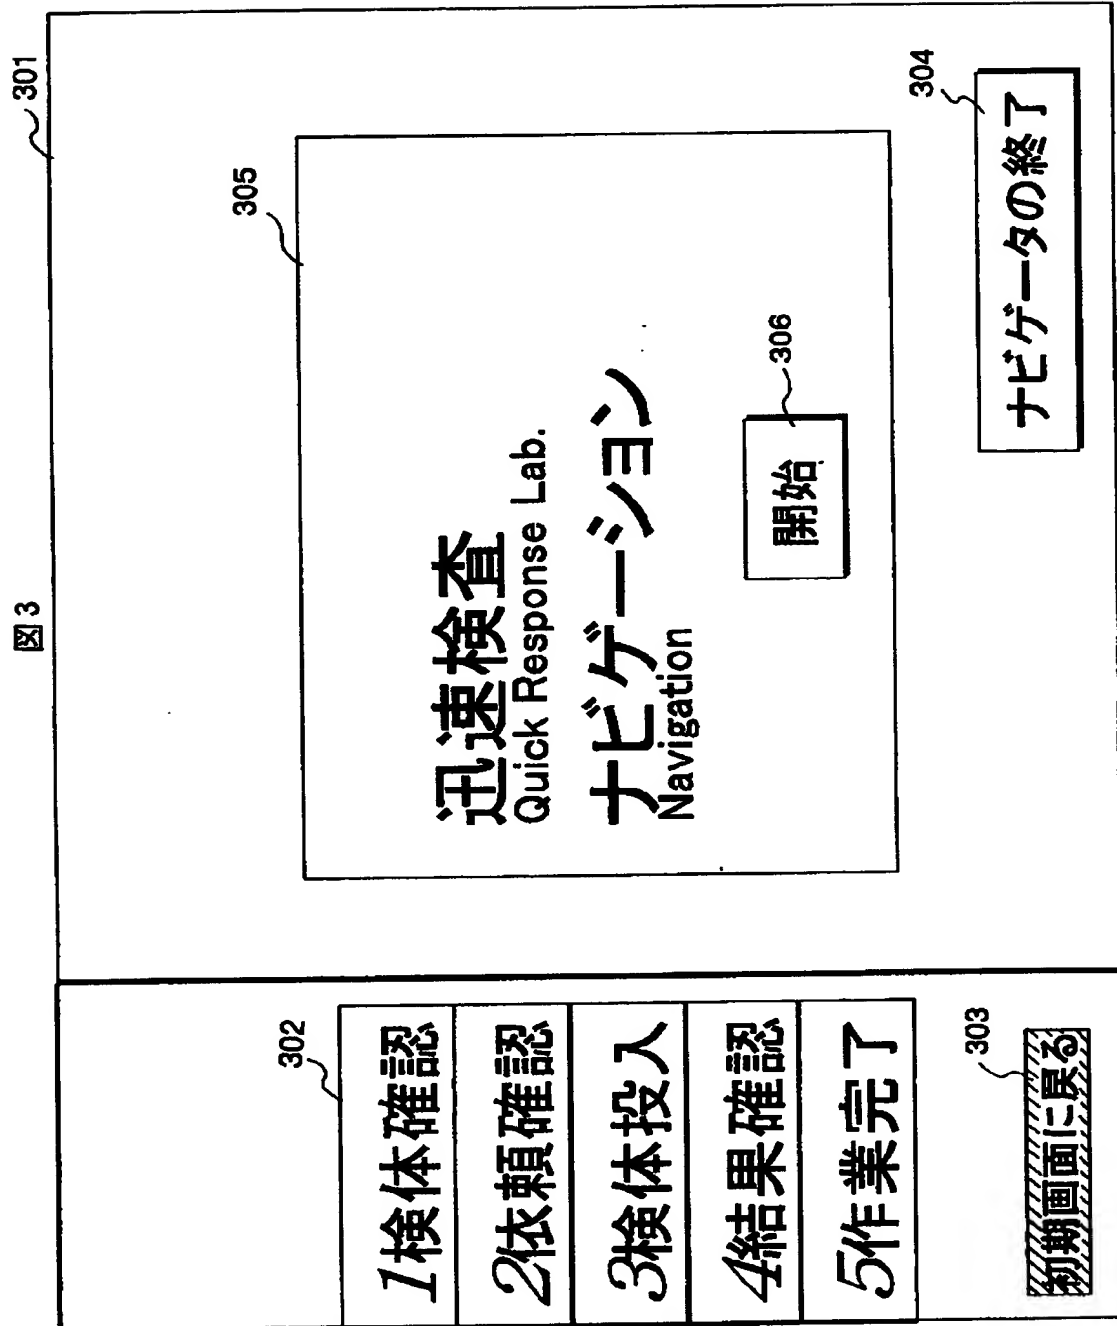 図3
301
302
1検体確認
2依頼確認
3検体投入
4結果確認
5作業完了
303
初期画面に戻る
305
迅速検査
Quick Response Lab.
ナビゲーション
Navigation
306
開始
304
ナビゲータの終了